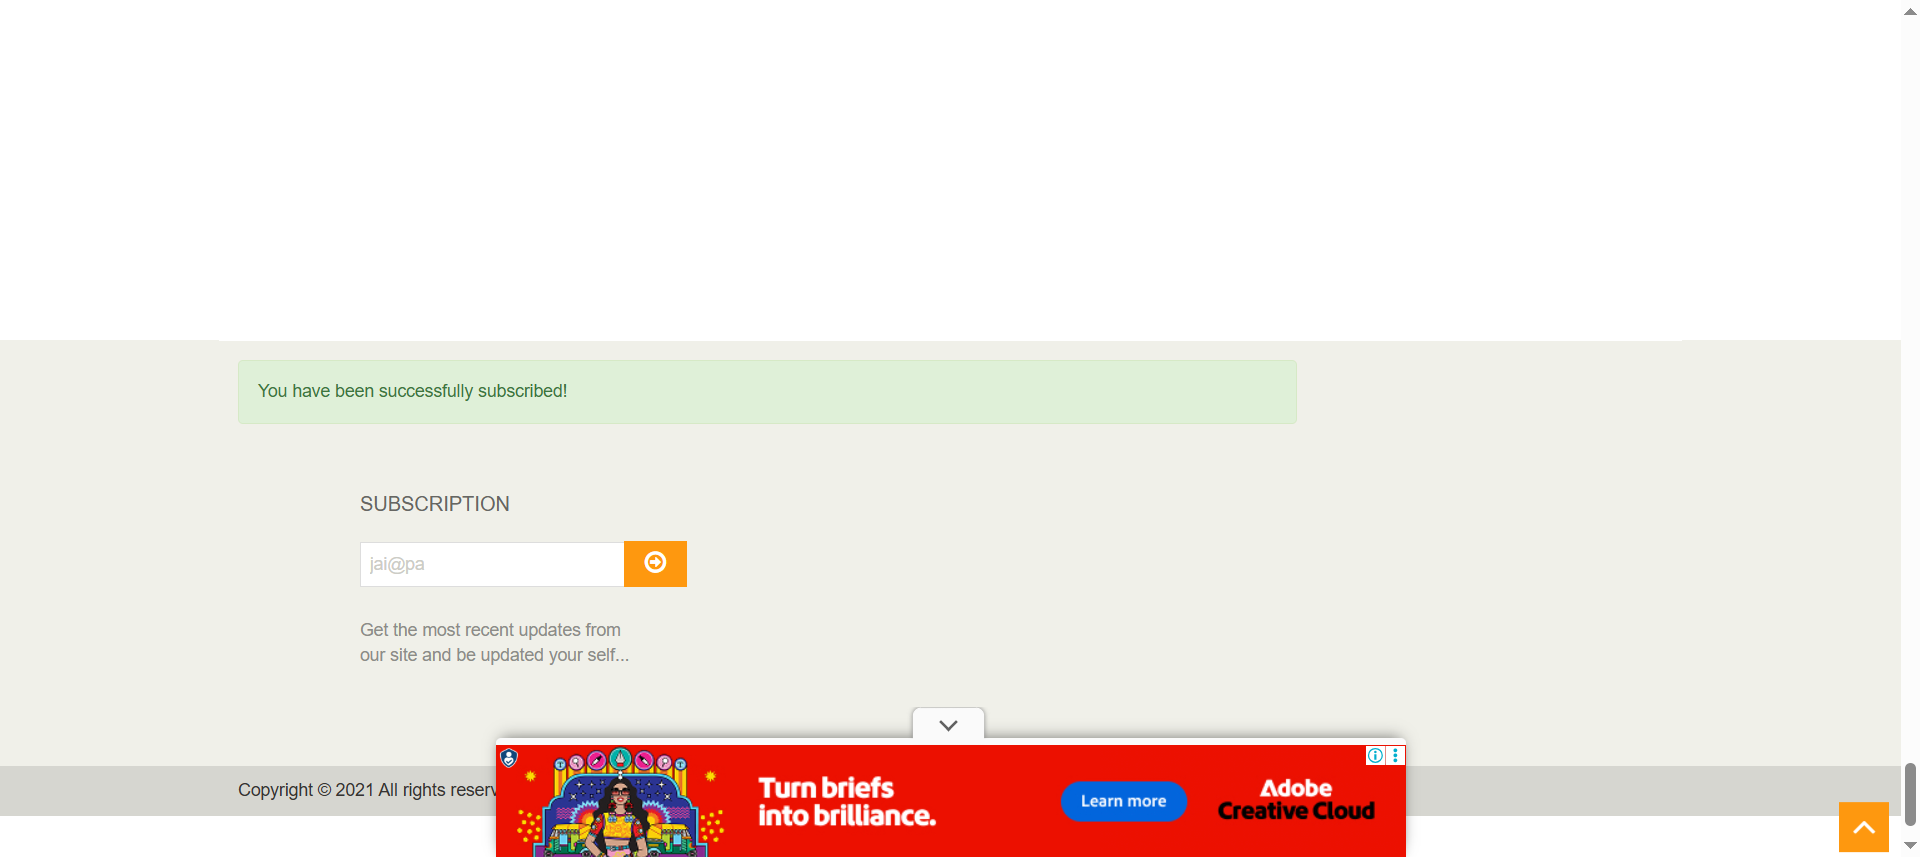 You have been successfully subscribed!
SUBSCRIPTION
jai@pa
Get the most recent updates from
our site and be updated your self...
Copyright © 2021 All rights reserv
Turn briefs
into brilliance.
Learn more
Adobe
Creative Cloud